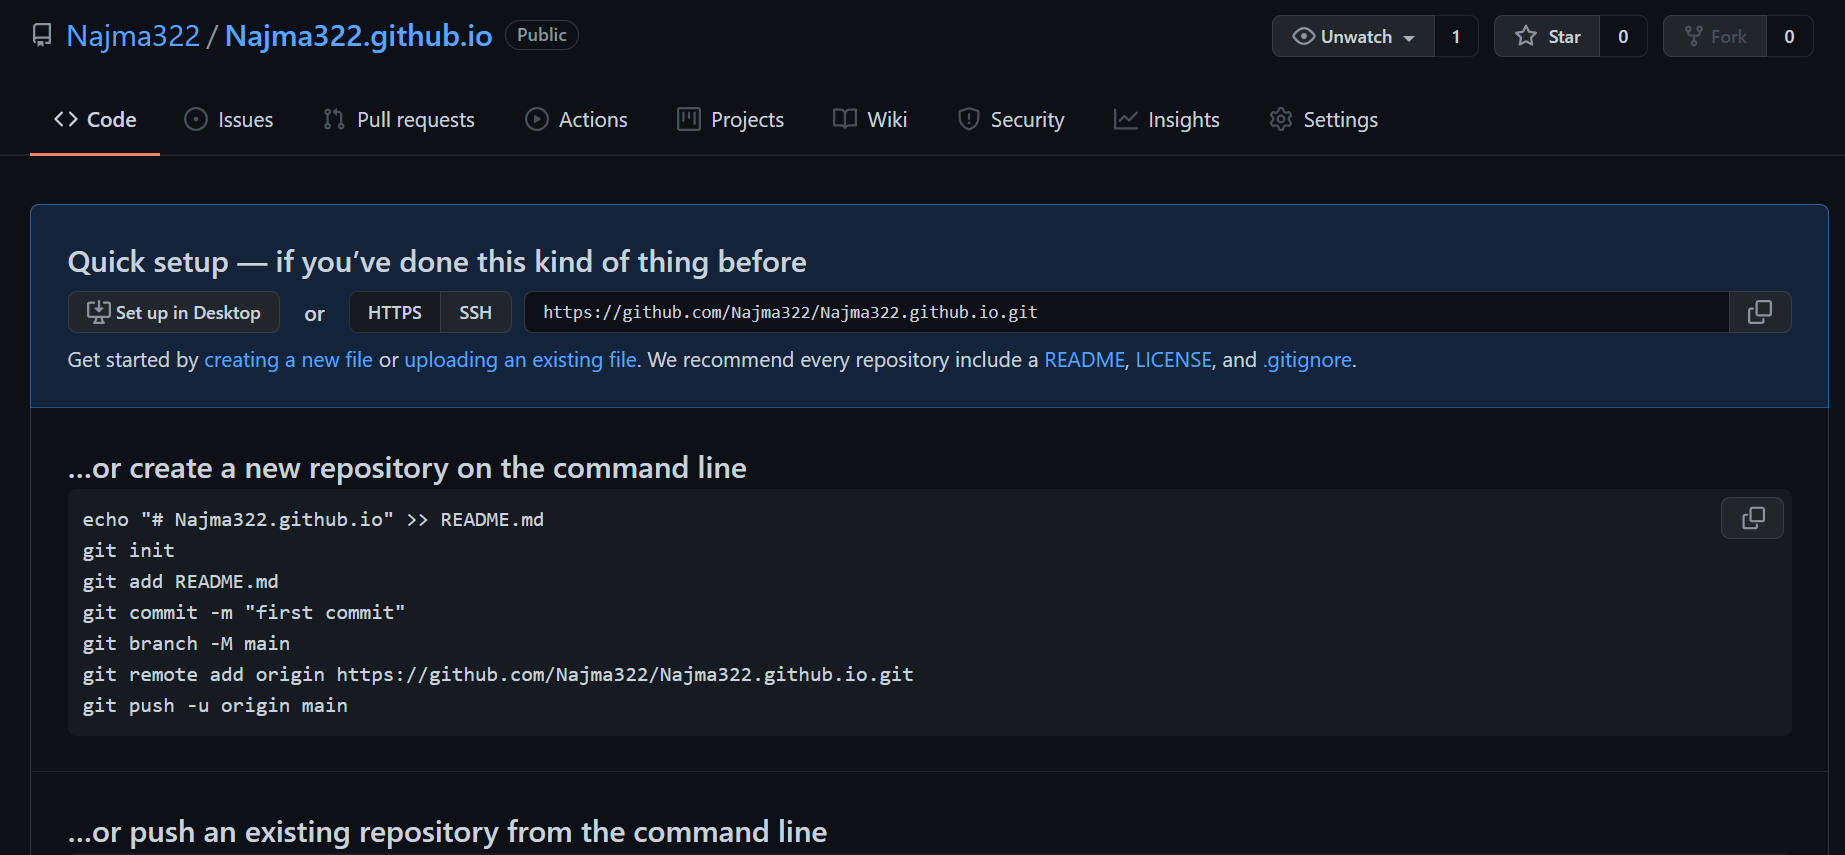 Najma322 / Najma322.github.io Public Unwatch 1 Star 0 Fork 0
Code Issues Pull requests Actions Projects Wiki Security Insights Settings
Quick setup — if you’ve done this kind of thing before
Set up in Desktop or HTTPS SSH https://github.com/Najma322/Najma322.github.io.git
Get started by creating a new file or uploading an existing file. We recommend every repository include a README, LICENSE, and .gitignore.
…or create a new repository on the command line
echo "# Najma322.github.io" >> README.md
git init
git add README.md
git commit -m "first commit"
git branch -M main
git remote add origin https://github.com/Najma322/Najma322.github.io.git
git push -u origin main
…or push an existing repository from the command line